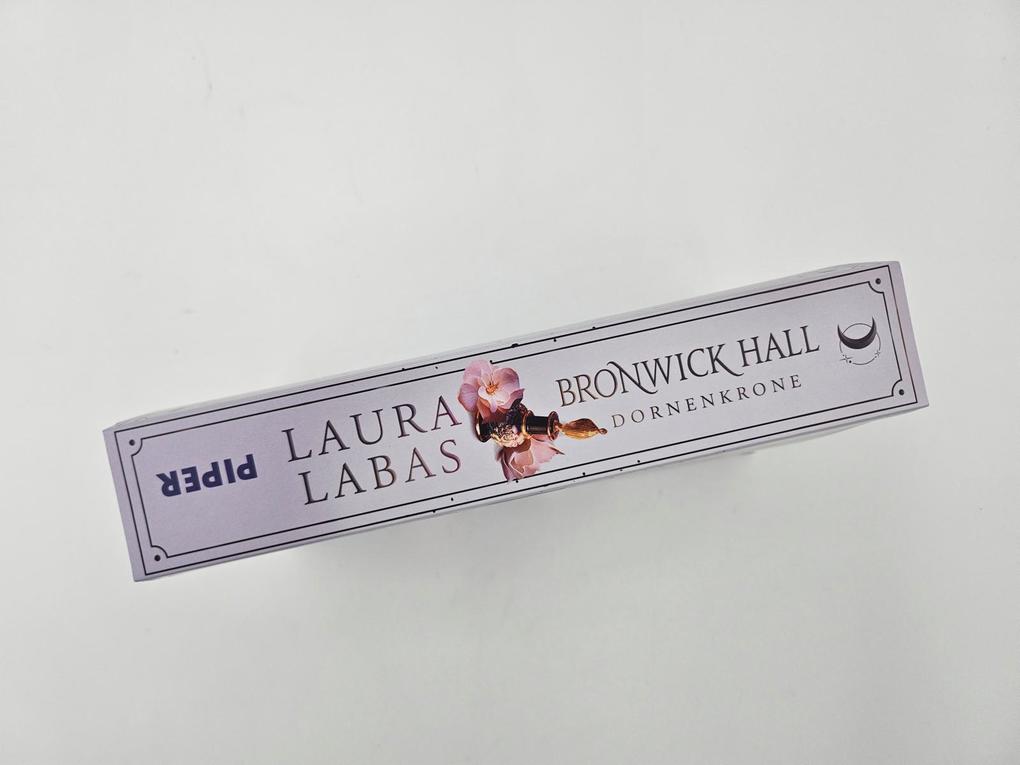 LAURA
LABAS
BRONWICK HALL
DORNENKRONE
PIPER